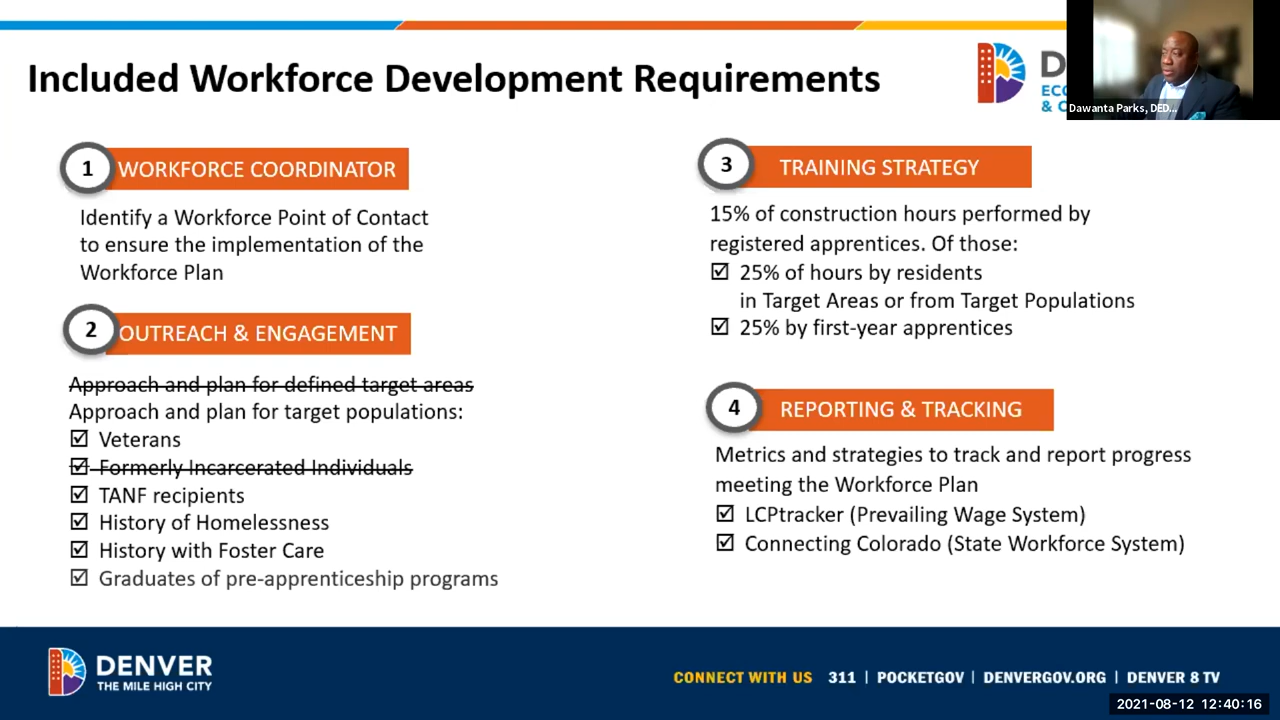 Included Workforce Development Requirements
D
ECO
& C
Dawanta Parks, DED...
1 WORKFORCE COORDINATOR
Identify a Workforce Point of Contact
to ensure the implementation of the
Workforce Plan
2 OUTREACH & ENGAGEMENT
Approach and plan for defined target areas
Approach and plan for target populations:
☑ Veterans
☑ Formerly Incarcerated Individuals
☑ TANF recipients
☑ History of Homelessness
☑ History with Foster Care
☑ Graduates of pre-apprenticeship programs
3 TRAINING STRATEGY
15% of construction hours performed by
registered apprentices. Of those:
☑ 25% of hours by residents
in Target Areas or from Target Populations
☑ 25% by first-year apprentices
4 REPORTING & TRACKING
Metrics and strategies to track and report progress
meeting the Workforce Plan
☑ LCPtracker (Prevailing Wage System)
☑ Connecting Colorado (State Workforce System)
DENVER
THE MILE HIGH CITY
CONNECT WITH US 311 | POCKETGOV | DENVERGOV.ORG | DENVER 8 TV
2021-08-12 12:40:16